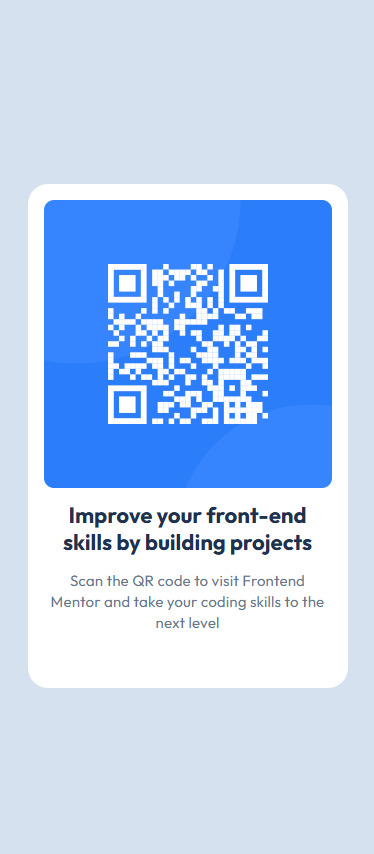 Improve your front-end
skills by building projects
Scan the QR code to visit Frontend
Mentor and take your coding skills to the
next level